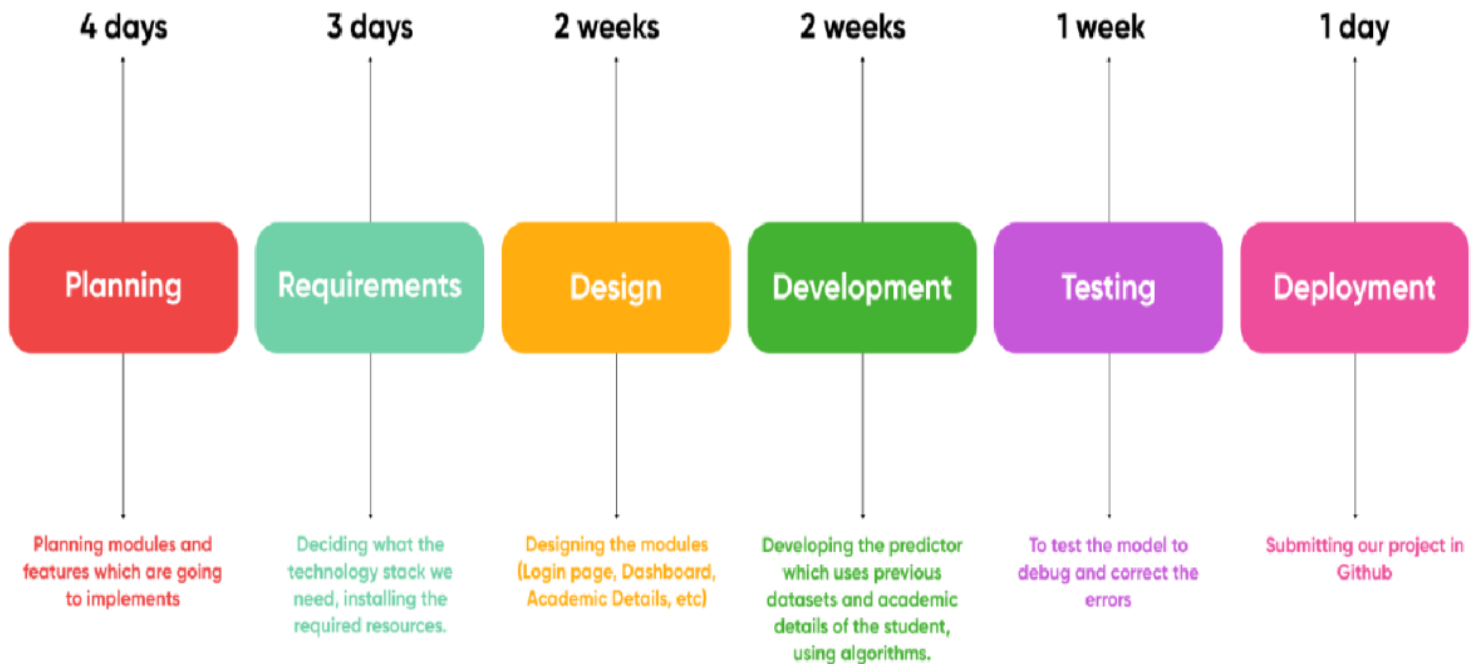 4 days
3 days
2 weeks
2 weeks
1 week
1 day
Planning
Requirements
Design
Development
Testing
Deployment
Planning modules and
features which are going
to implements
Deciding what the
technology stack we
need, installing the
required resources.
Designing the modules
(Login page, Dashboard,
Academic Details, etc)
Developing the predictor
which uses previous
datasets and academic
details of the student,
using algorithms.
To test the model to
debug and correct the
errors
Submitting our project in
Github